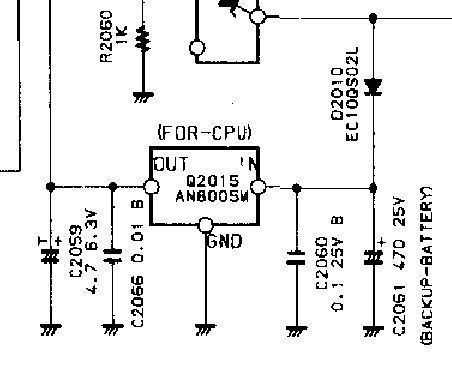 R2060
1K
Q2010
EC10QS02L
(FOR-CPU)
OUT
IN
Q2015
AN8005M
GND
T
+
C2059
4.7 6.3V
C2066 0.01 B
C2060
0.1 25V B
+
C2061 470 25V
(BACKUP-BATTERY)